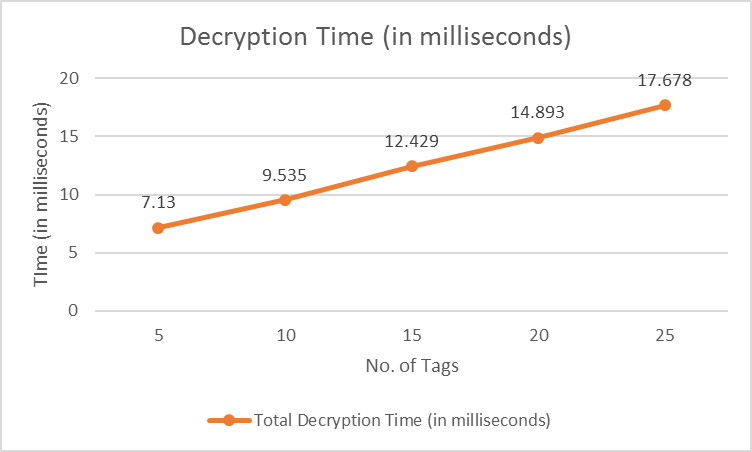 Decryption Time (in milliseconds)
20
17.678
14.893
15
12.429
9.535
10
7.13
5
0
TIme (in milliseconds)
5 10 15 20 25
No. of Tags
Total Decryption Time (in milliseconds)